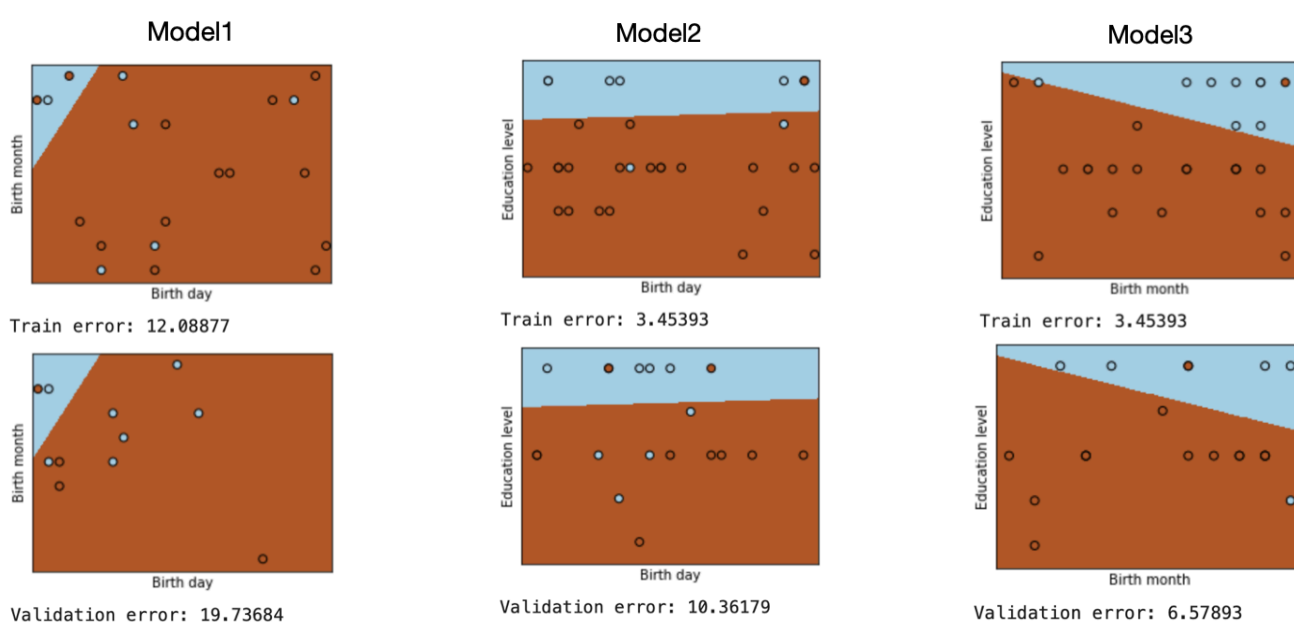 Model1
Birth month
Birth day
Train error: 12.08877
Birth month
Birth day
Validation error: 19.73684
Model2
Education level
Birth day
Train error: 3.45393
Education level
Birth day
Validation error: 10.36179
Model3
Education level
Birth month
Train error: 3.45393
Education level
Birth month
Validation error: 6.57893